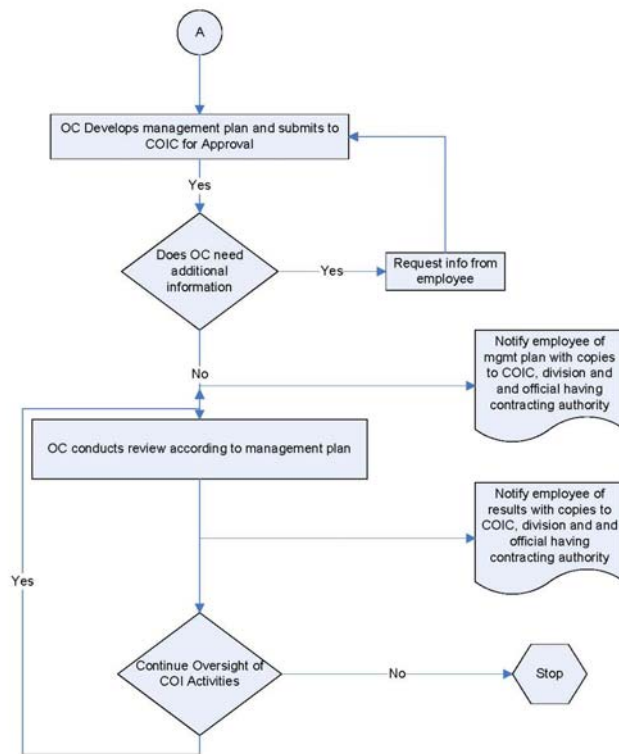 A
OC Develops management plan and submits to
COIC for Approval
Yes
Does OC need
additional
information
Yes
Request info from
employee
No
Notify employee of
mgmt plan with copies
to COIC, division and
and official having
contracting authority
OC conducts review according to management plan
Notify employee of
results with copies to
COIC, division and and
official having
contracting authority
Yes
Continue Oversight of
COI Activities
No
Stop